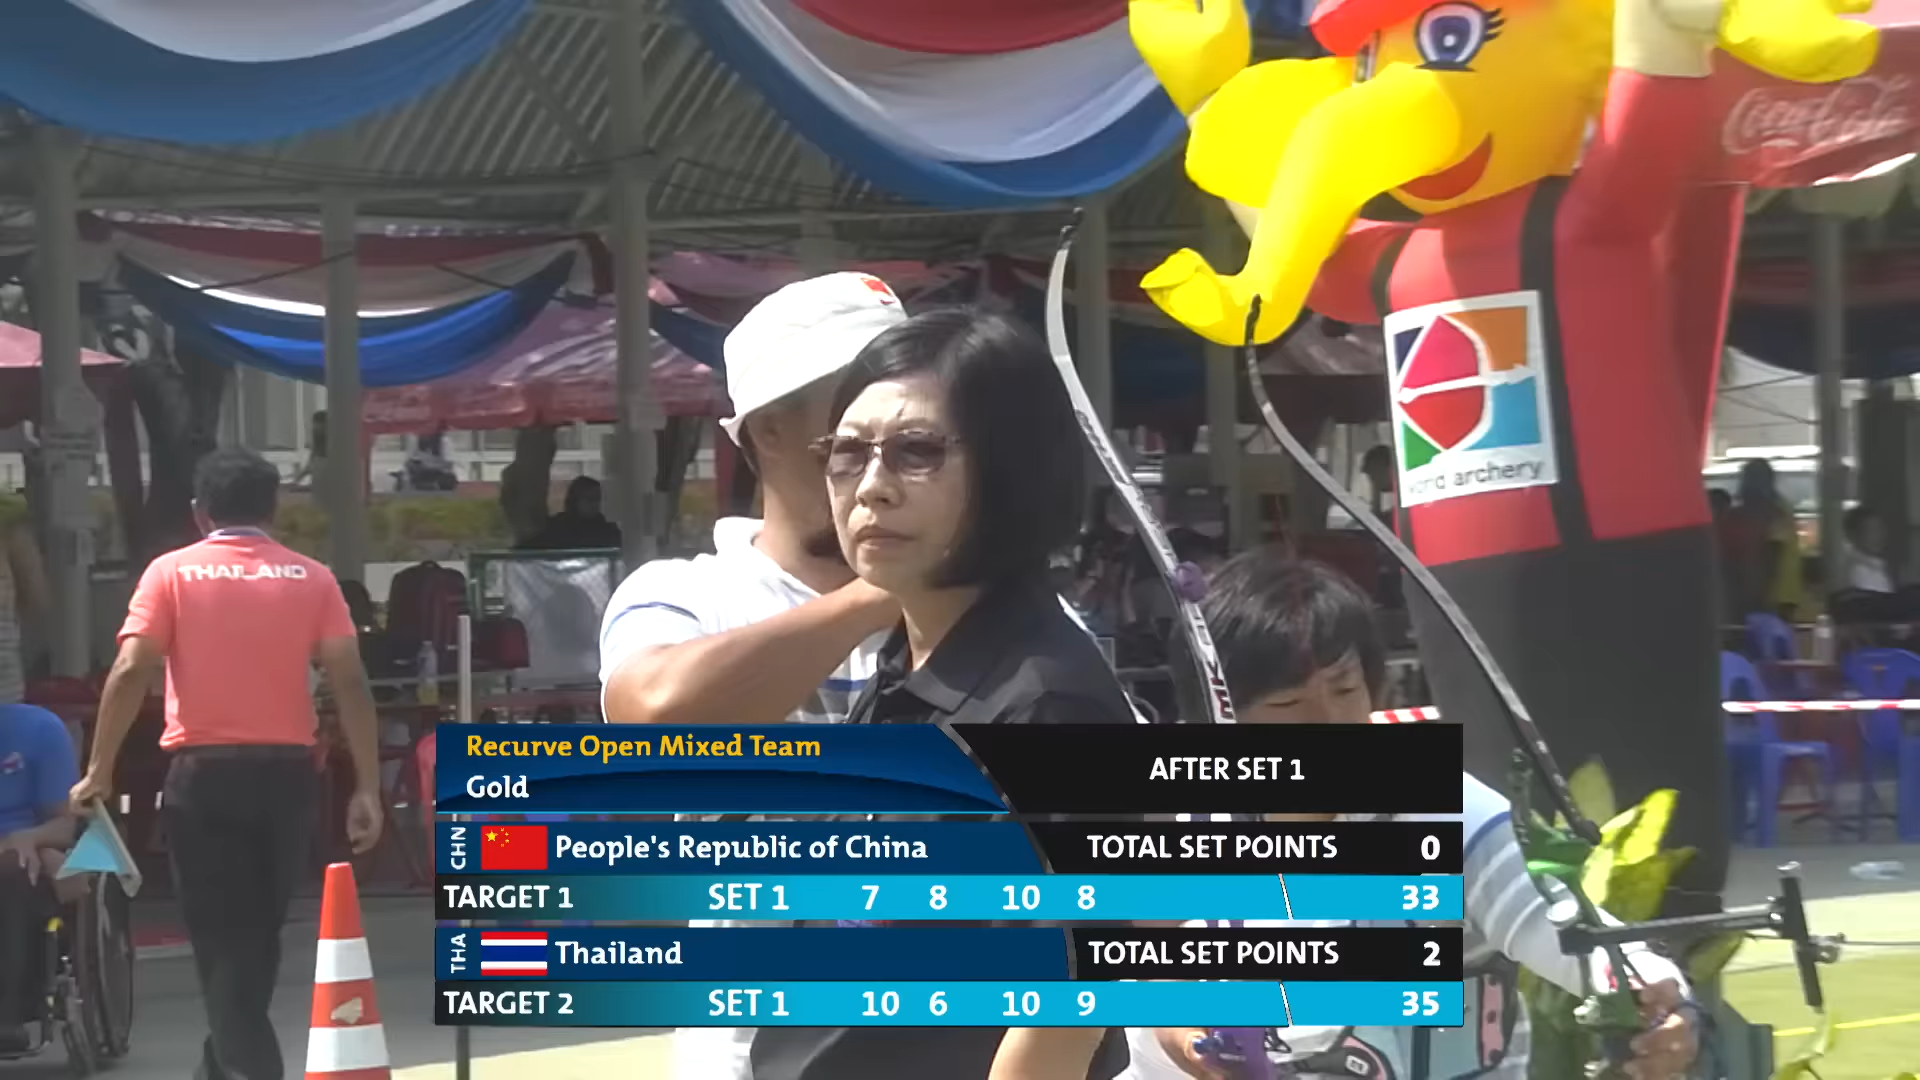 Coca-Cola
world archery
THAILAND
Recurve Open Mixed Team
Gold
AFTER SET 1
CHN
People's Republic of China
TOTAL SET POINTS 0
TARGET 1 SET 1 7 8 10 8 33
THA
Thailand
TOTAL SET POINTS 2
TARGET 2 SET 1 10 6 10 9 35